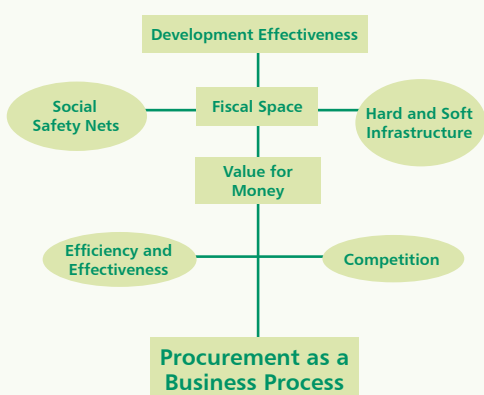 Development Effectiveness
Social
Safety Nets
Fiscal Space
Hard and Soft
Infrastructure
Value for
Money
Efficiency and
Effectiveness
Competition
Procurement as a
Business Process